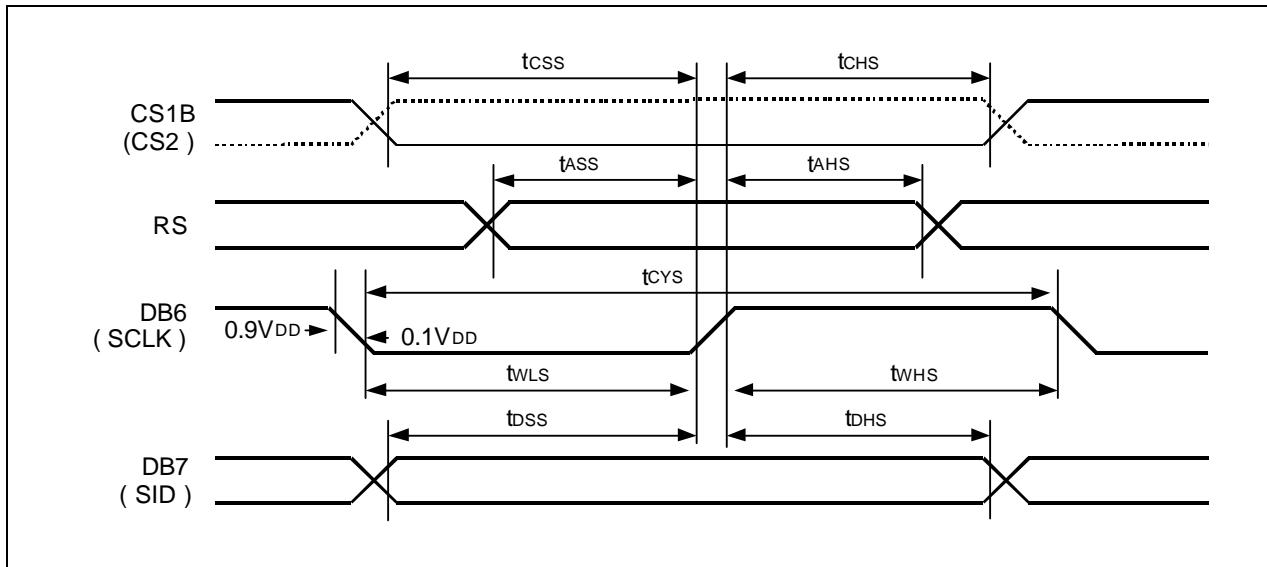 tCSS
tCHS
CS1B
(CS2 )
tASS
tAHS
RS
tCYS
DB6
( SCLK )
0.9VDD
0.1VDD
tWLS
tWHS
tDSS
tDHS
DB7
( SID )